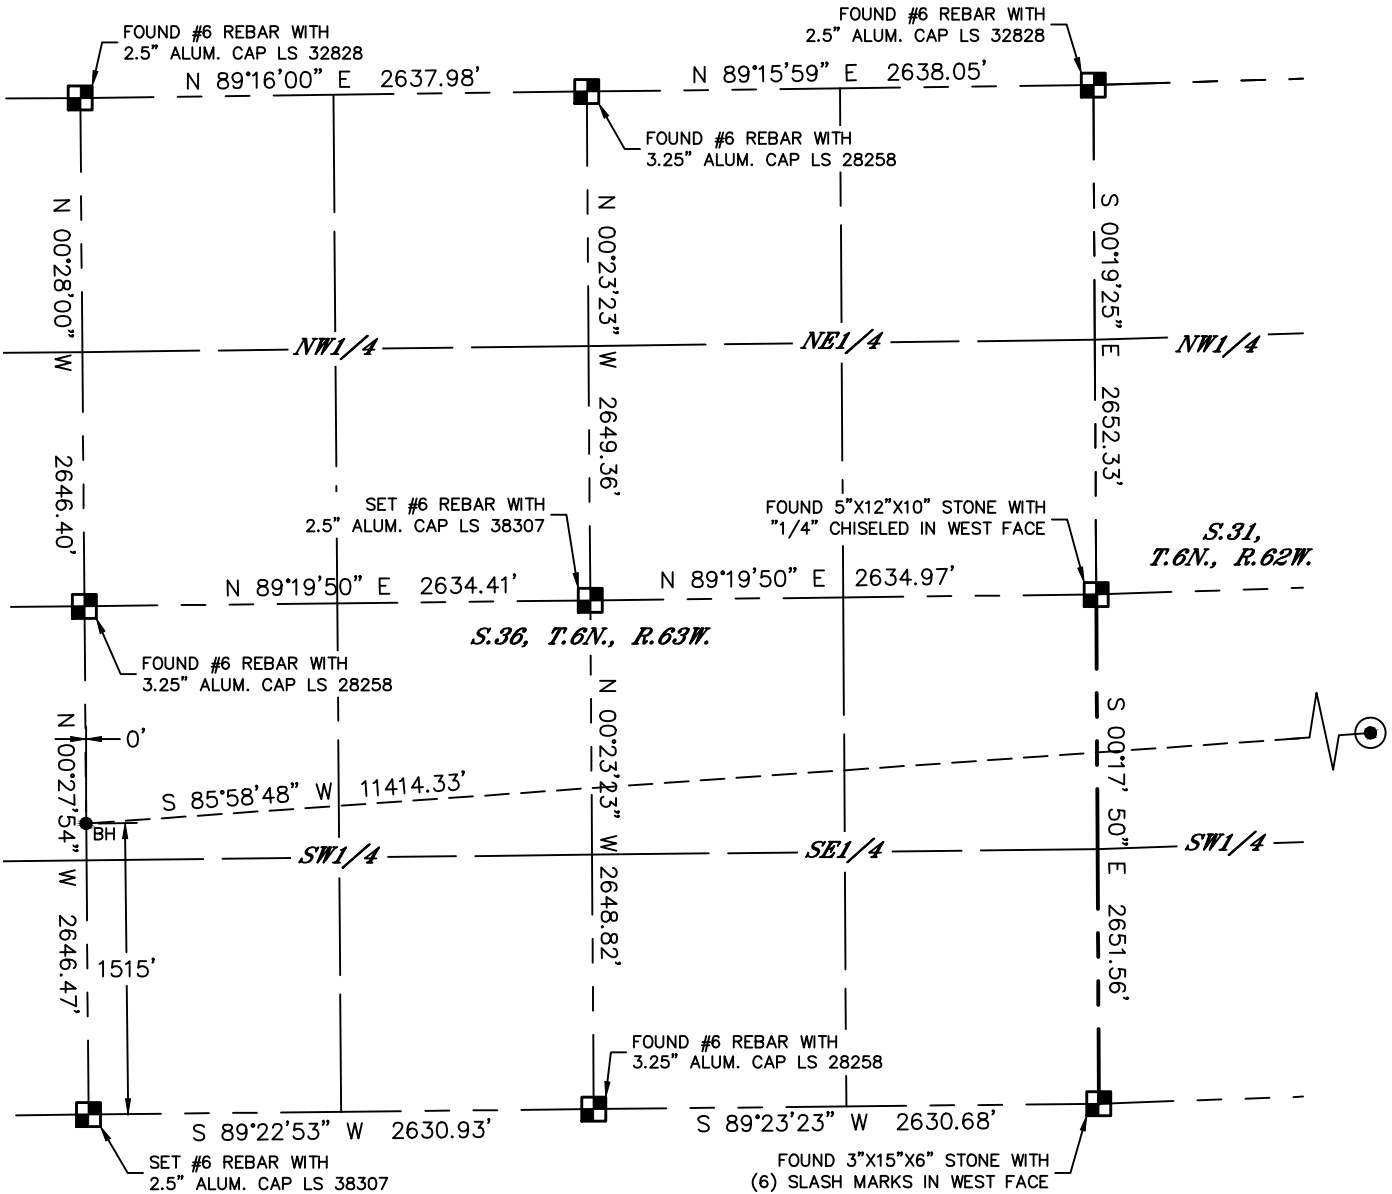 FOUND #6 REBAR WITH
2.5" ALUM. CAP LS 32828
FOUND #6 REBAR WITH
2.5" ALUM. CAP LS 32828
N 89°16'00" E 2637.98'
N 89°15'59" E 2638.05'
FOUND #6 REBAR WITH
3.25" ALUM. CAP LS 28258
N 00°28'00" W 2646.40'
N 00°23'23" W 2649.36'
S 00°19'25" E 2652.33'
NW1/4
NE1/4
NW1/4
SET #6 REBAR WITH
2.5" ALUM. CAP LS 38307
FOUND 5"X12"X10" STONE WITH
"1/4" CHISELED IN WEST FACE
S.31,
T.6N., R.62W.
N 89°19'50" E 2634.41'
N 89°19'50" E 2634.97'
S.36, T.6N., R.63W.
FOUND #6 REBAR WITH
3.25" ALUM. CAP LS 28258
N 00°27'54" W 2646.47'
0'
N 00°23'23" W 2648.82'
S 00°17' 50" E 2651.56'
S 85°58'48" W 11414.33'
BH
SW1/4
SE1/4
SW1/4
1515'
FOUND #6 REBAR WITH
3.25" ALUM. CAP LS 28258
S 89°22'53" W 2630.93'
S 89°23'23" W 2630.68'
SET #6 REBAR WITH
2.5" ALUM. CAP LS 38307
FOUND 3"X15"X6" STONE WITH
(6) SLASH MARKS IN WEST FACE